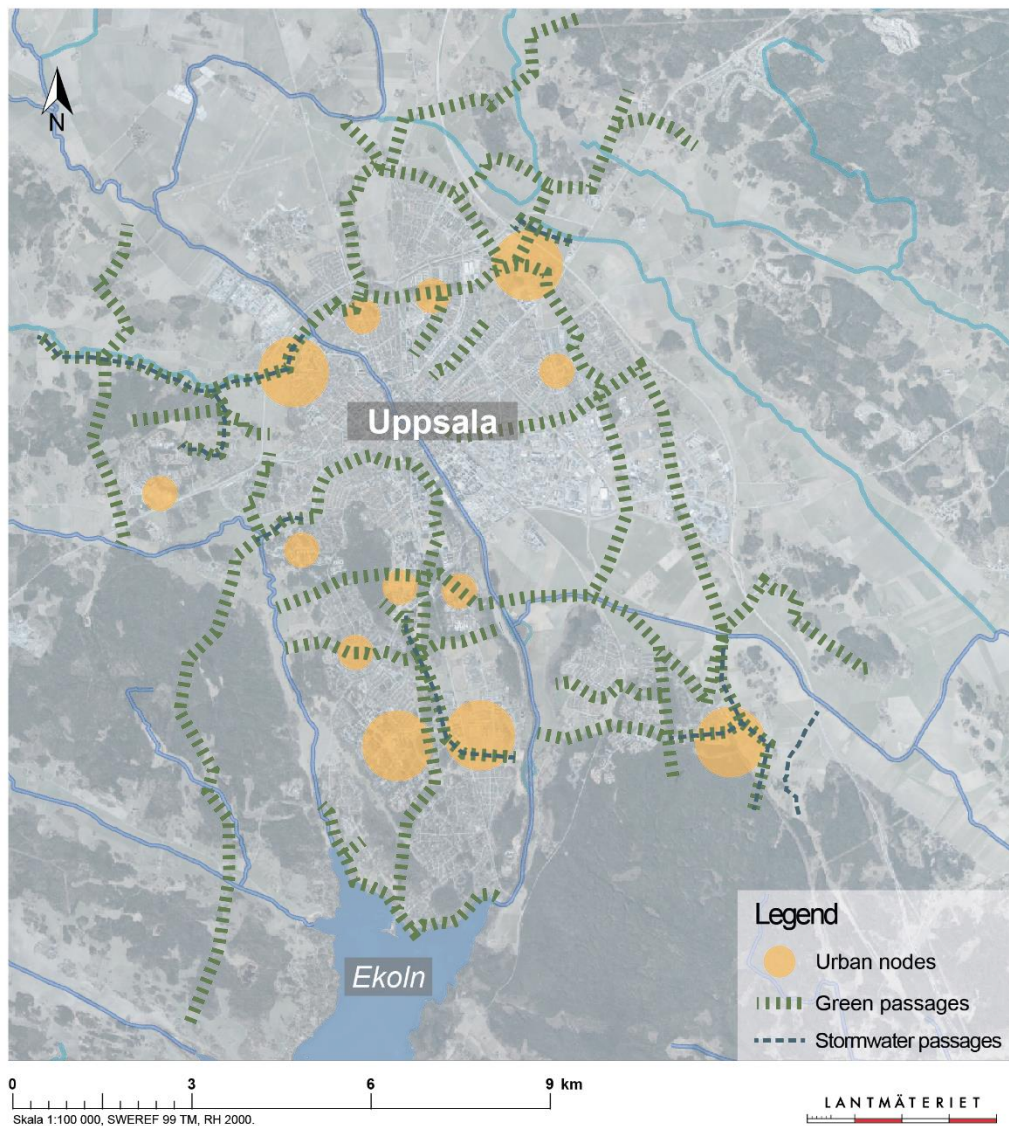 N
Uppsala
Ekoln
Legend
Urban nodes
Green passages
Stormwater passages
0 3 6 9 km
Skala 1:100 000, SWEREF 99 TM, RH 2000.
LANTMÄTERIET